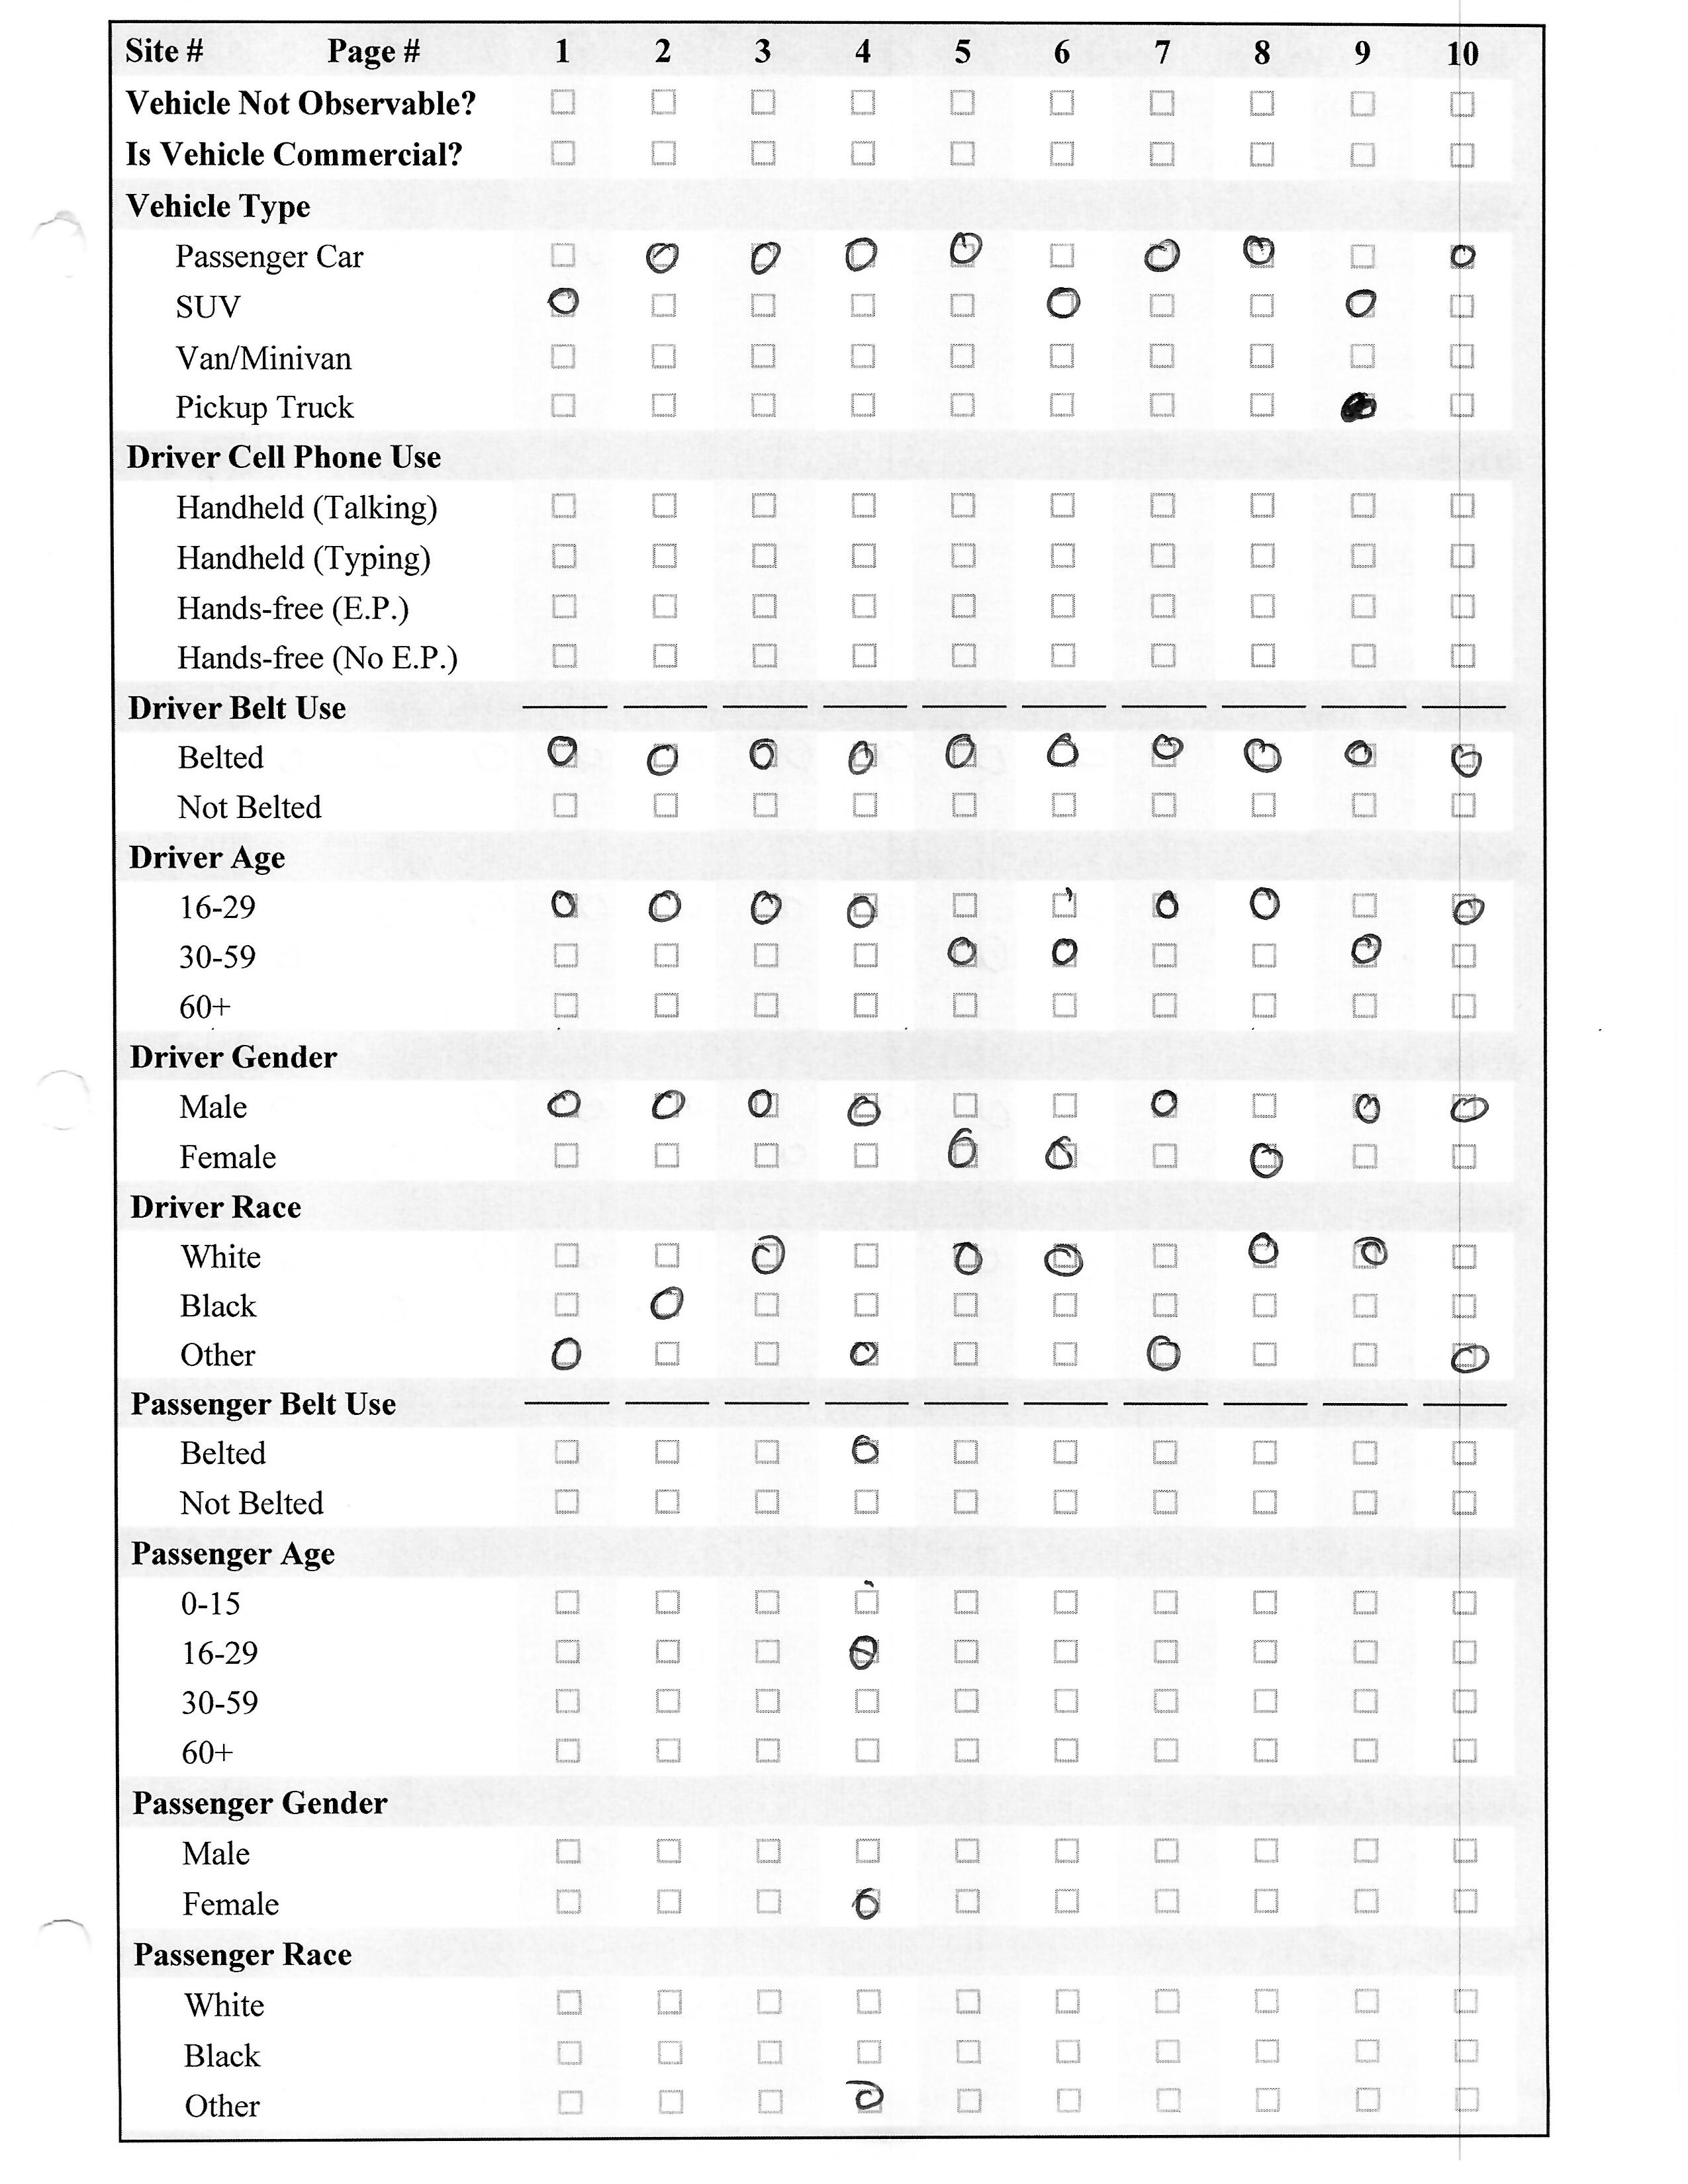 Site # Page # 1 2 3 4 5 6 7 8 9 10
Vehicle Not Observable?
Is Vehicle Commercial?
Vehicle Type
Passenger Car
SUV
Van/Minivan
Pickup Truck
Driver Cell Phone Use
Handheld (Talking)
Handheld (Typing)
Hands-free (E.P.)
Hands-free (No E.P.)
Driver Belt Use
Belted
Not Belted
Driver Age
16-29
30-59
60+
Driver Gender
Male
Female
Driver Race
White
Black
Other
Passenger Belt Use
Belted
Not Belted
Passenger Age
0-15
16-29
30-59
60+
Passenger Gender
Male
Female
Passenger Race
White
Black
Other